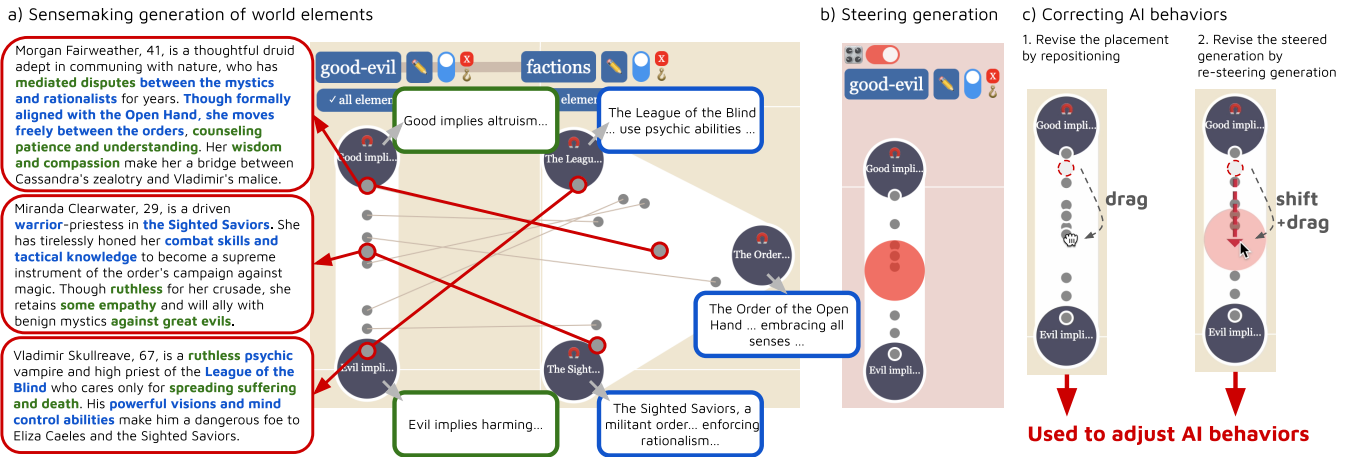 a) Sensemaking generation of world elements
Morgan Fairweather, 41, is a thoughtful druid
adept in communing with nature, who has
mediated disputes between the mystics
and rationalists for years. Though formally
aligned with the Open Hand, she moves
freely between the orders, counseling
patience and understanding. Her wisdom
and compassion make her a bridge between
Cassandra's zealotry and Vladimir's malice.
Miranda Clearwater, 29, is a driven
warrior-priestess in the Sighted Saviors. She
has tirelessly honed her combat skills and
tactical knowledge to become a supreme
instrument of the order's campaign against
magic. Though ruthless for her crusade, she
retains some empathy and will ally with
benign mystics against great evils.
Vladimir Skullreave, 67, is a ruthless psychic
vampire and high priest of the League of the
Blind who cares only for spreading suffering
and death. His powerful visions and mind
control abilities make him a dangerous foe to
Eliza Caeles and the Sighted Saviors.
good-evil
X
factions
X
✓all elemen
elemen
Good implies altruism...
The League of the Blind
... use psychic abilities ...
Good impli...
The Leagu...
The Order...
The Order of the Open
Hand ... embracing all
senses ...
Evil impli...
The Sight...
Evil implies harming...
The Sighted Saviors, a
militant order... enforcing
rationalism...
b) Steering generation
good-evil
X
Good impli...
Evil impli...
c) Correcting AI behaviors
1. Revise the placement
by repositioning
Good impli...
drag
Evil impli...
2. Revise the steered
generation by
re-steering generation
Good impli...
shift
+drag
Evil impli...
Used to adjust AI behaviors